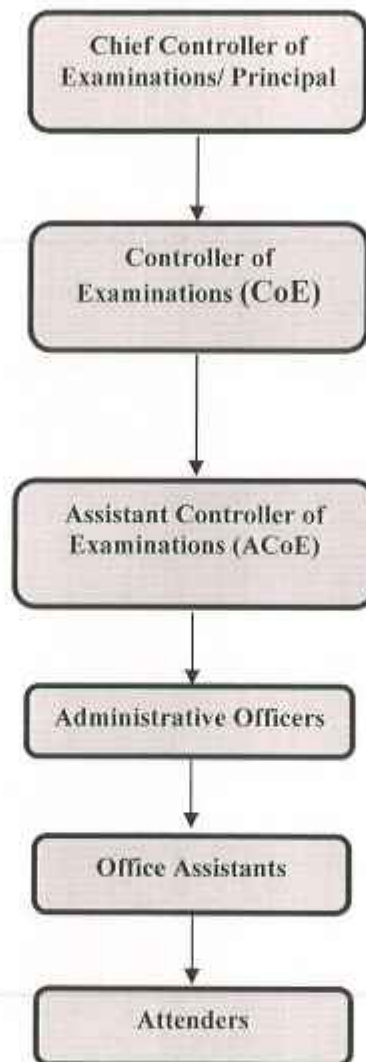 Chief Controller of
Examinations/ Principal
Controller of
Examinations (CoE)
Assistant Controller of
Examinations (ACoE)
Administrative Officers
Office Assistants
Attenders